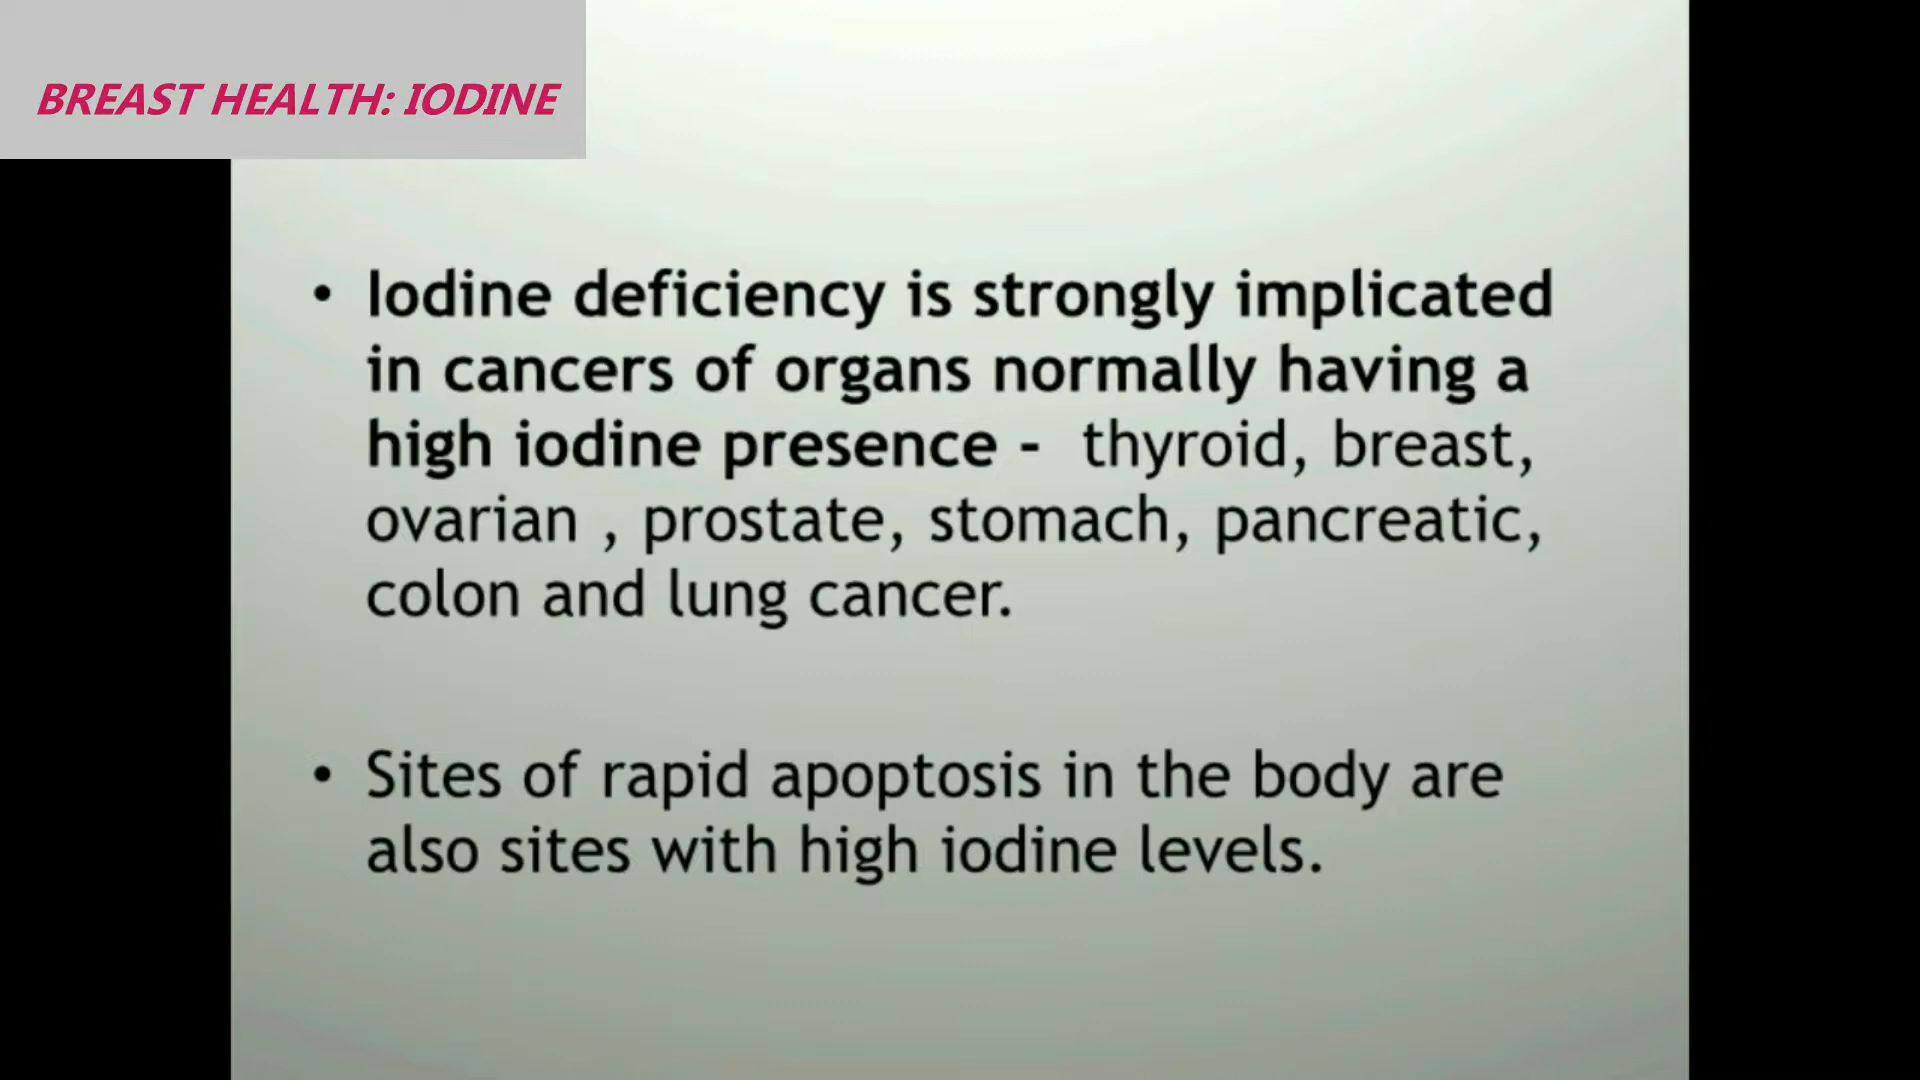 BREAST HEALTH: IODINE
• Iodine deficiency is strongly implicated
in cancers of organs normally having a
high iodine presence - thyroid, breast,
ovarian , prostate, stomach, pancreatic,
colon and lung cancer.
• Sites of rapid apoptosis in the body are
also sites with high iodine levels.